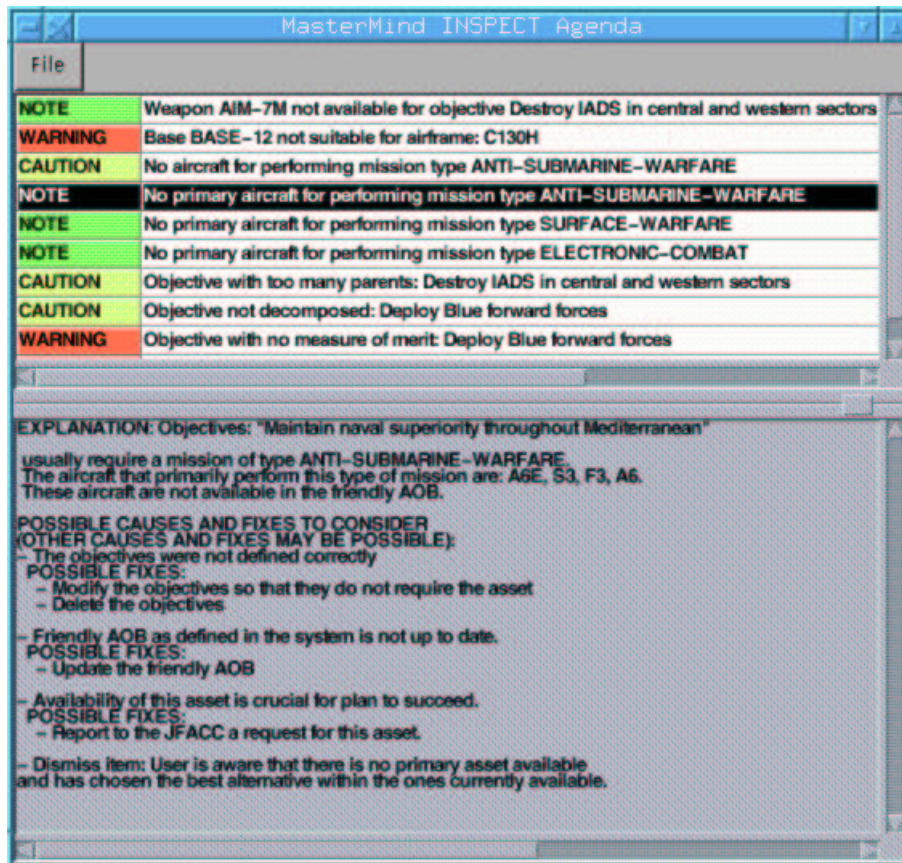 MasterMind INSPECT Agenda
File
NOTE Weapon AIM-7M not available for objective Destroy IADS in central and western sectors
WARNING Base BASE-12 not suitable for airframe: C130H
CAUTION No aircraft for performing mission type ANTI-SUBMARINE-WARFARE
NOTE No primary aircraft for performing mission type ANTI-SUBMARINE-WARFARE
NOTE No primary aircraft for performing mission type SURFACE-WARFARE
NOTE No primary aircraft for performing mission type ELECTRONIC-COMBAT
CAUTION Objective with too many parents: Destroy IADS in central and western sectors
CAUTION Objective not decomposed: Deploy Blue forward forces
WARNING Objective with no measure of merit: Deploy Blue forward forces
EXPLANATION: Objectives: "Maintain naval superiority throughout Mediterranean"
usually require a mission of type ANTI-SUBMARINE-WARFARE.
The aircraft that primarily perform this type of mission are: A6E, S3, F3, A6.
These aircraft are not available in the friendly AOB.
POSSIBLE CAUSES AND FIXES TO CONSIDER
(OTHER CAUSES AND FIXES MAY BE POSSIBLE):
- The objectives were not defined correctly
POSSIBLE FIXES:
- Modify the objectives so that they do not require the asset
- Delete the objectives
- Friendly AOB as defined in the system is not up to date.
POSSIBLE FIXES:
- Update the friendly AOB
- Availability of this asset is crucial for plan to succeed.
POSSIBLE FIXES:
- Report to the JFACC a request for this asset.
- Dismiss item: User is aware that there is no primary asset available
and has chosen the best alternative within the ones currently available.